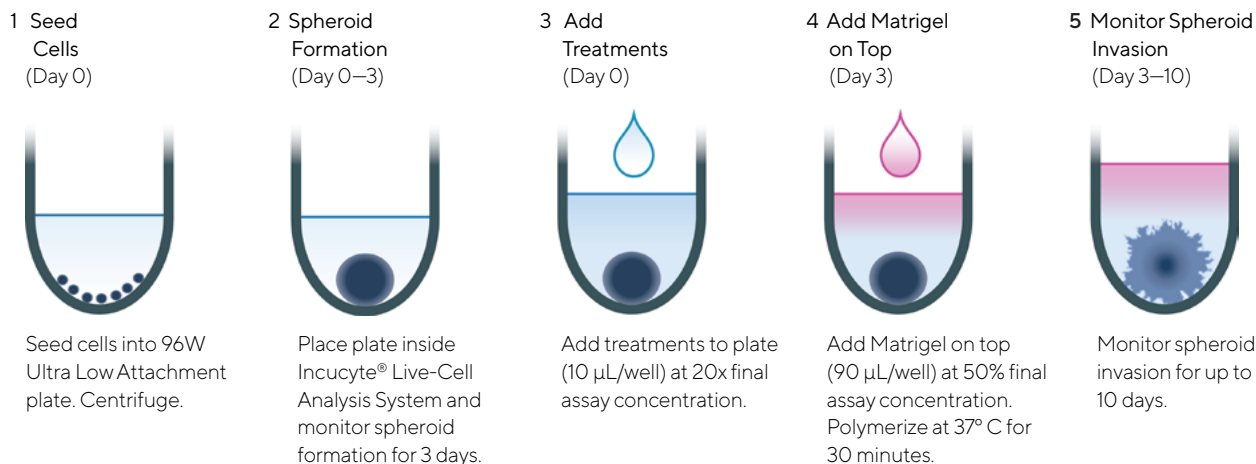 1 Seed
Cells
(Day 0)
2 Spheroid
Formation
(Day 0–3)
3 Add
Treatments
(Day 0)
4 Add Matrigel
on Top
(Day 3)
5 Monitor Spheroid
Invasion
(Day 3–10)
Seed cells into 96W
Ultra Low Attachment
plate. Centrifuge.
Place plate inside
Incucyte® Live-Cell
Analysis System and
monitor spheroid
formation for 3 days.
Add treatments to plate
(10 µL/well) at 20x final
assay concentration.
Add Matrigel on top
(90 µL/well) at 50% final
assay concentration.
Polymerize at 37° C for
30 minutes.
Monitor spheroid
invasion for up to
10 days.